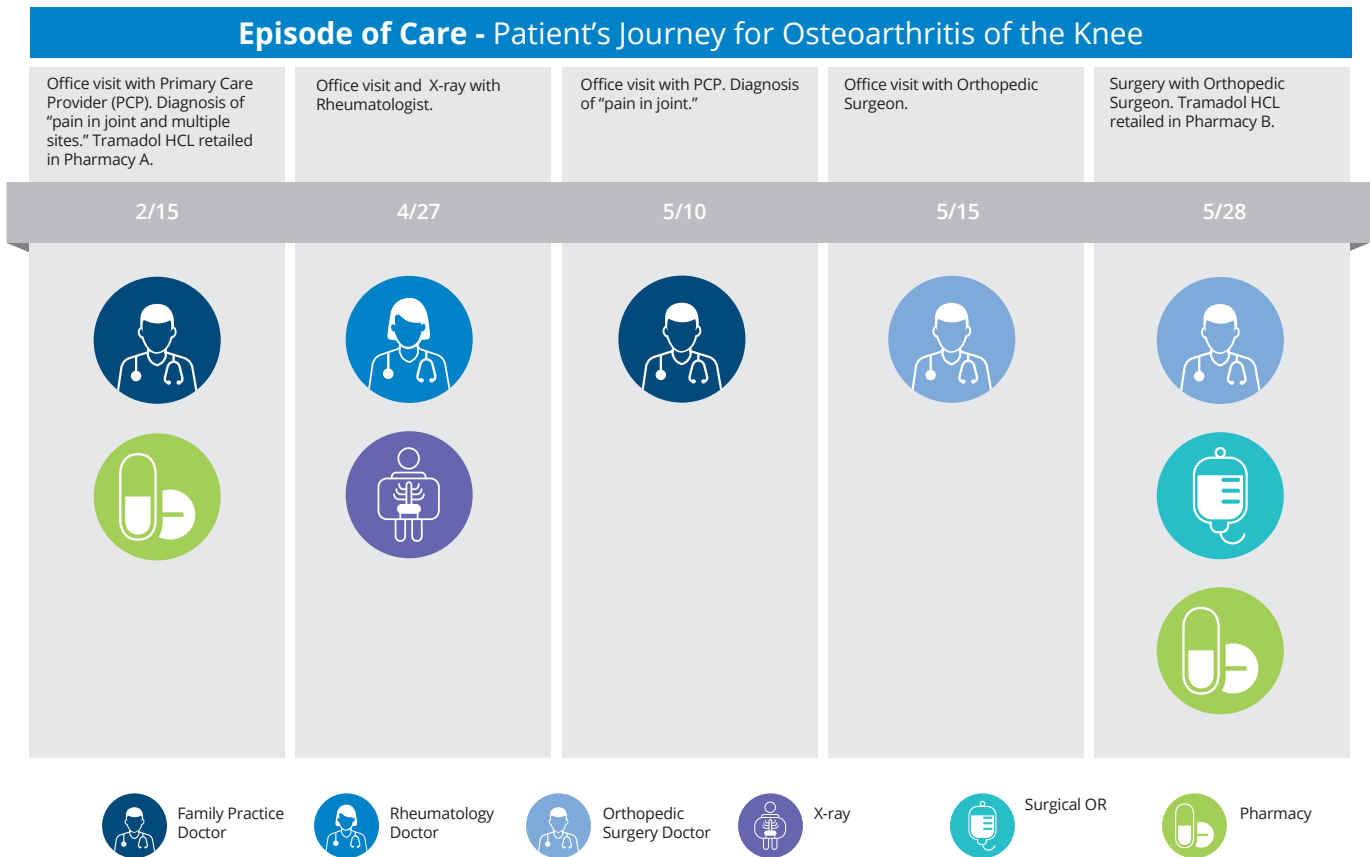 Episode of Care - Patient's Journey for Osteoarthritis of the Knee
Office visit with Primary Care
Provider (PCP). Diagnosis of
“pain in joint and multiple
sites.” Tramadol HCL retailed
in Pharmacy A.
Office visit and X-ray with
Rheumatologist.
Office visit with PCP. Diagnosis
of “pain in joint.”
Office visit with Orthopedic
Surgeon.
Surgery with Orthopedic
Surgeon. Tramadol HCL
retailed in Pharmacy B.
2/15
4/27
5/10
5/15
5/28
Family Practice
Doctor
Rheumatology
Doctor
Orthopedic
Surgery Doctor
X-ray
Surgical OR
Pharmacy